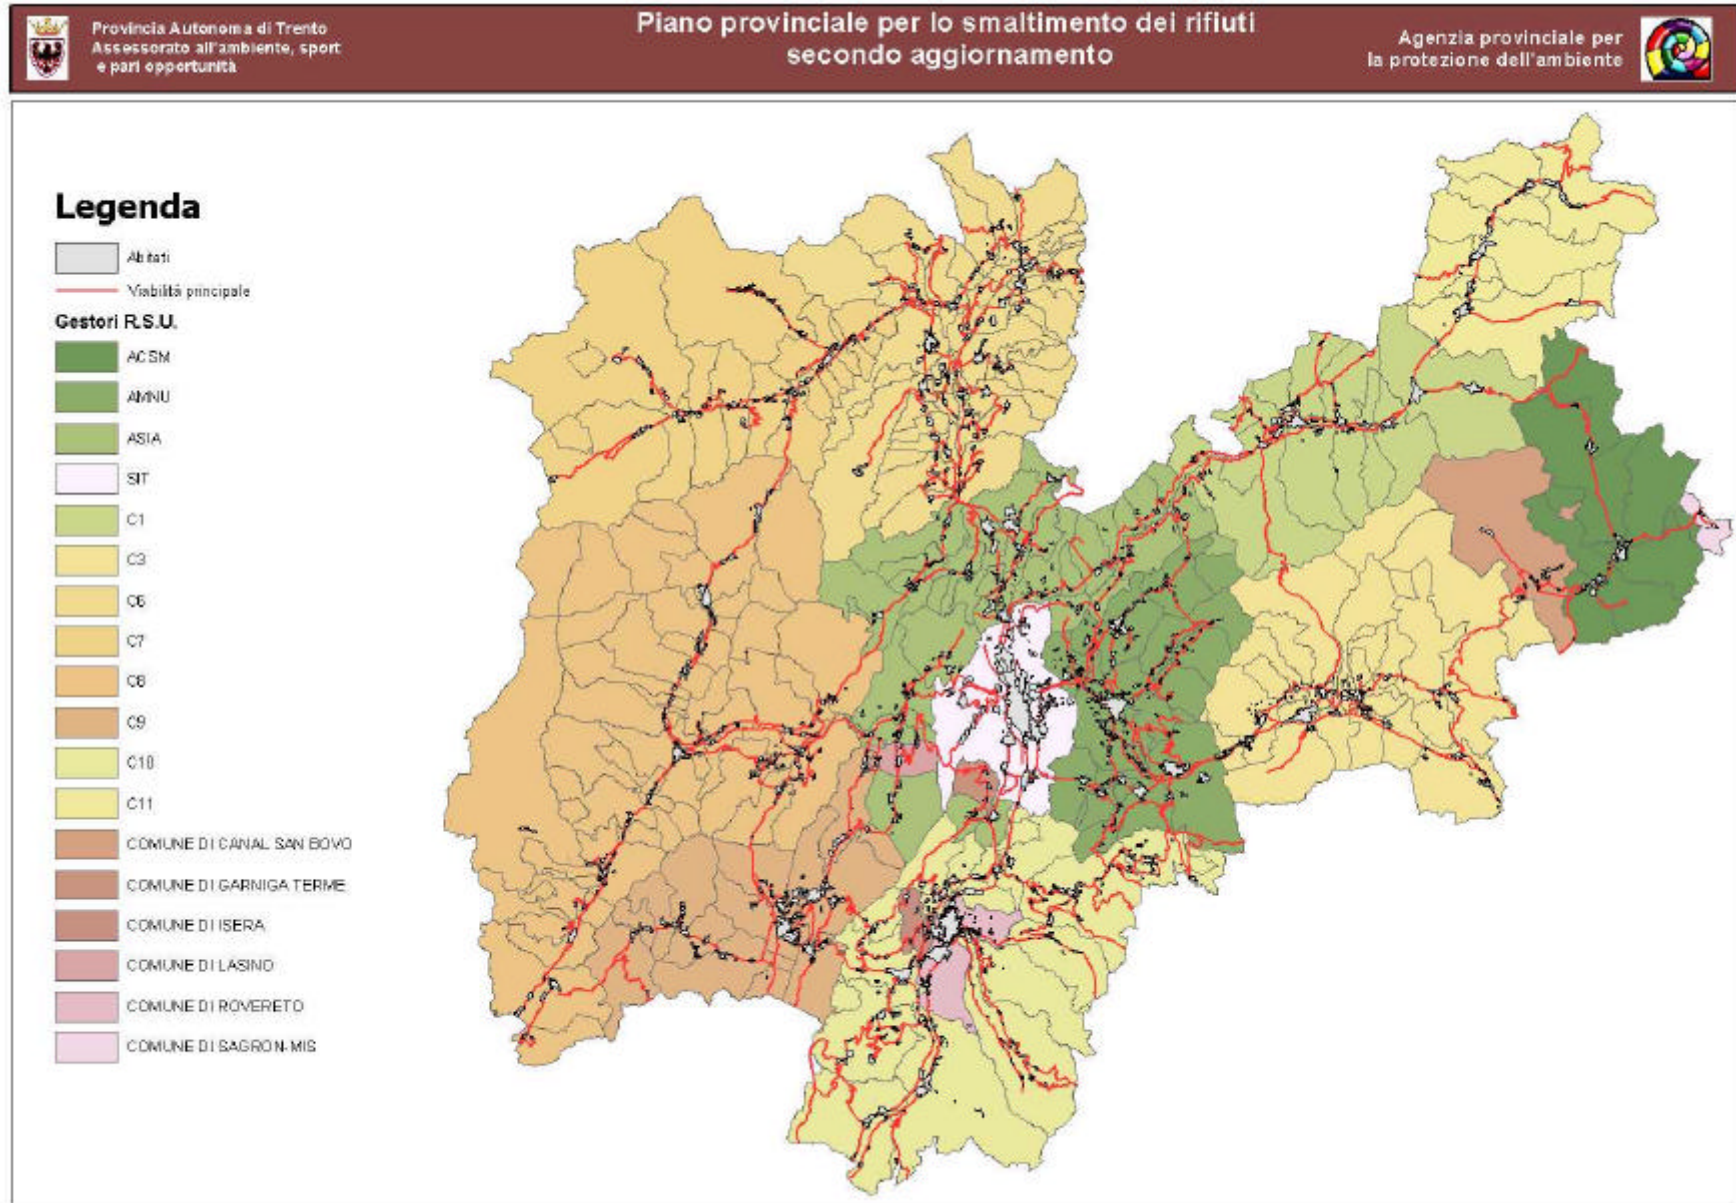 Provincia Autonoma di Trento
Assessorato all'ambiente, sport
e pari opportunità
Piano provinciale per lo smaltimento dei rifiuti
secondo aggiornamento
Agenzia provinciale per
la protezione dell'ambiente
Legenda
Abitati
Viabilità principale
Gestori R.S.U.
ACSM
AMNU
ASIA
SIT
C1
C3
C6
C7
C8
C9
C10
C11
COMUNE DI CANAL SAN BOVO
COMUNE DI GARNIGA TERME
COMUNE DI ISERA
COMUNE DI LASINO
COMUNE DI ROVERETO
COMUNE DI SAGRON-MIS